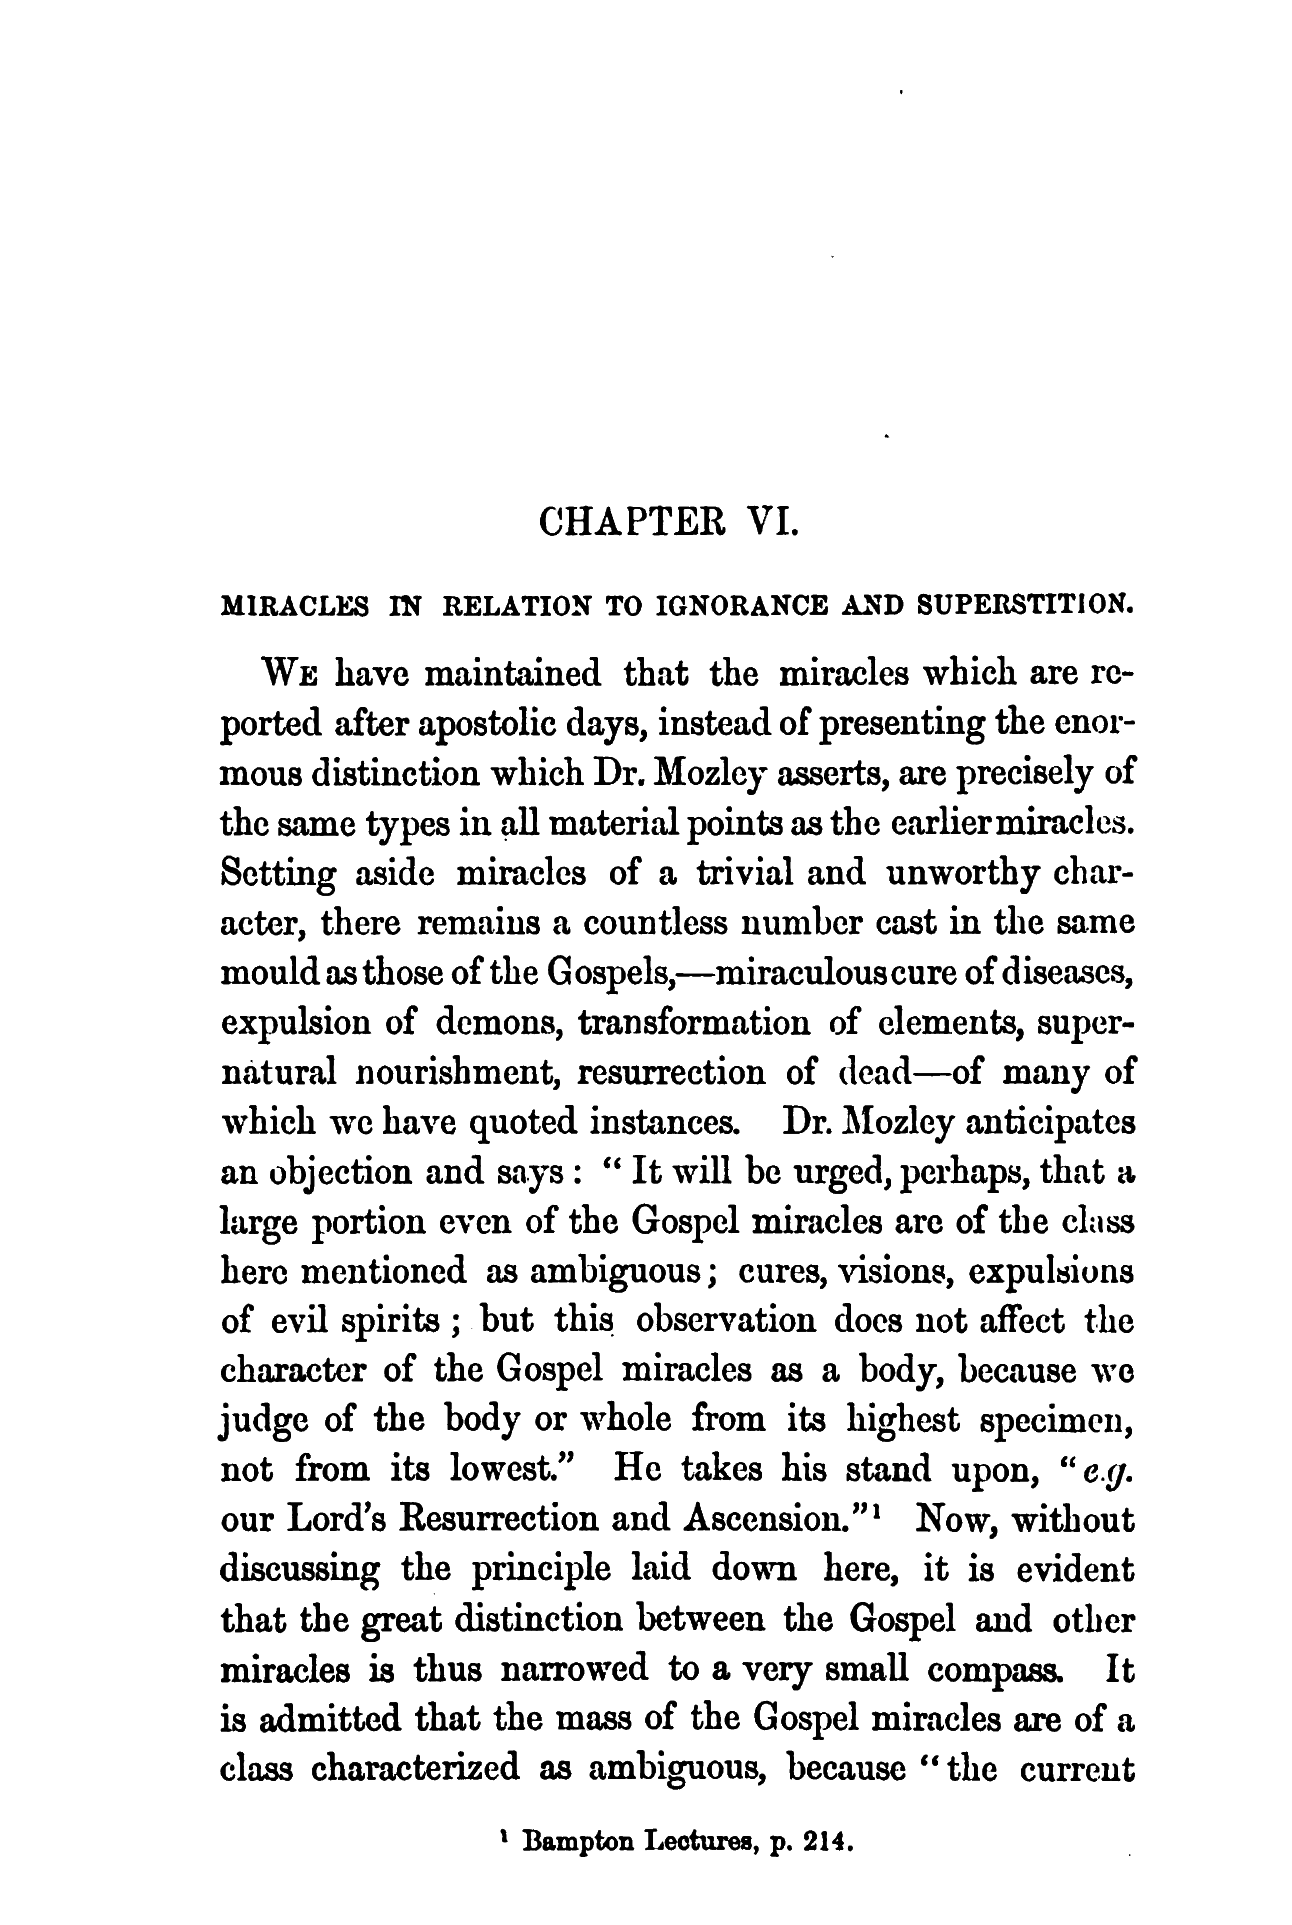 CHAPTER VI.
MIRACLES IN RELATION TO IGNORANCE AND SUPERSTITION.
WE have maintained that the miracles which are re-
ported after apostolic days, instead of presenting the enor-
mous distinction which Dr. Mozley asserts, are precisely of
the same types in all material points as the earlier miracles.
Setting aside miracles of a trivial and unworthy char-
acter, there remains a countless number cast in the same
mould as those of the Gospels,—miraculous cure of diseases,
expulsion of demons, transformation of elements, super-
natural nourishment, resurrection of dead—of many of
which we have quoted instances. Dr. Mozley anticipates
an objection and says : “ It will be urged, perhaps, that a
large portion even of the Gospel miracles are of the class
here mentioned as ambiguous ; cures, visions, expulsions
of evil spirits ; but this observation does not affect the
character of the Gospel miracles as a body, because we
judge of the body or whole from its highest specimen,
not from its lowest.” He takes his stand upon, “ e.g.
our Lord’s Resurrection and Ascension.”¹ Now, without
discussing the principle laid down here, it is evident
that the great distinction between the Gospel and other
miracles is thus narrowed to a very small compass. It
is admitted that the mass of the Gospel miracles are of a
class characterized as ambiguous, because “ the current
¹ Bampton Lectures, p. 214.